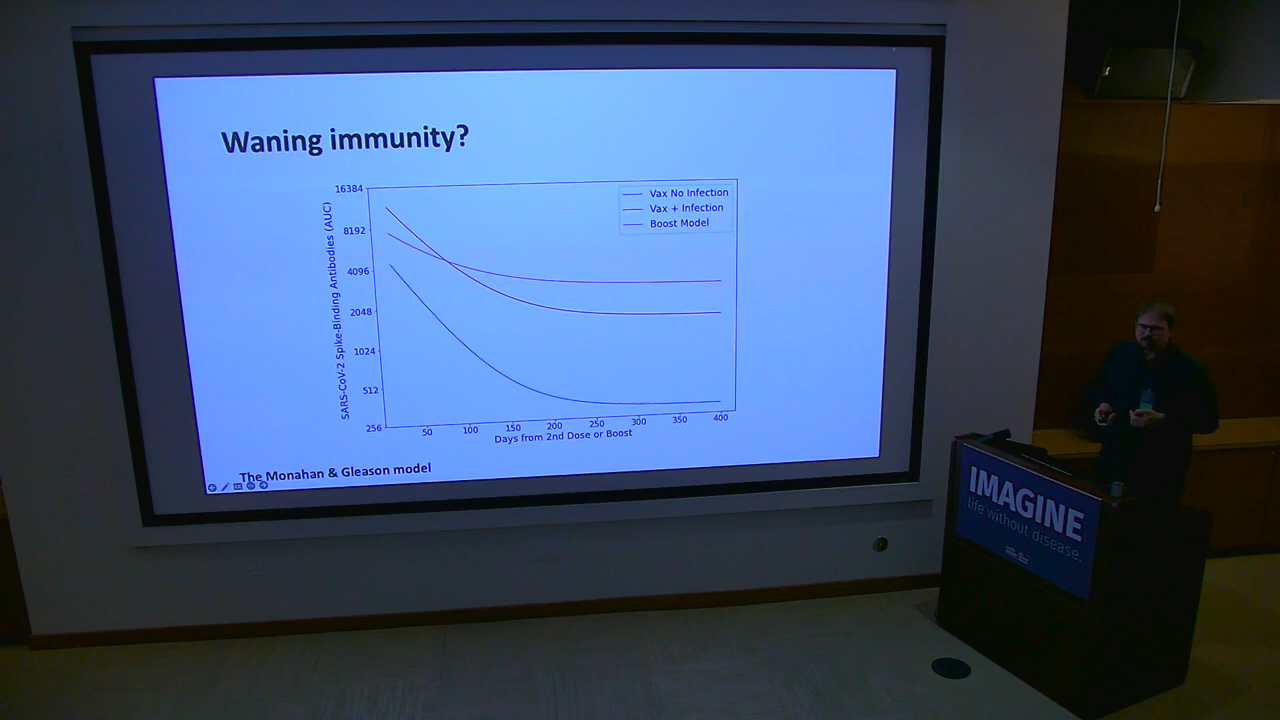 Waning immunity?
16384
8192
4096
2048
1024
512
256
SARS-CoV-2 Spike-Binding Antibodies (AUC)
Vax No Infection
Vax + Infection
Boost Model
50 100 150 200 250 300 350 400
Days from 2nd Dose or Boost
The Monahan & Gleason model
IMAGINE
life without disease.